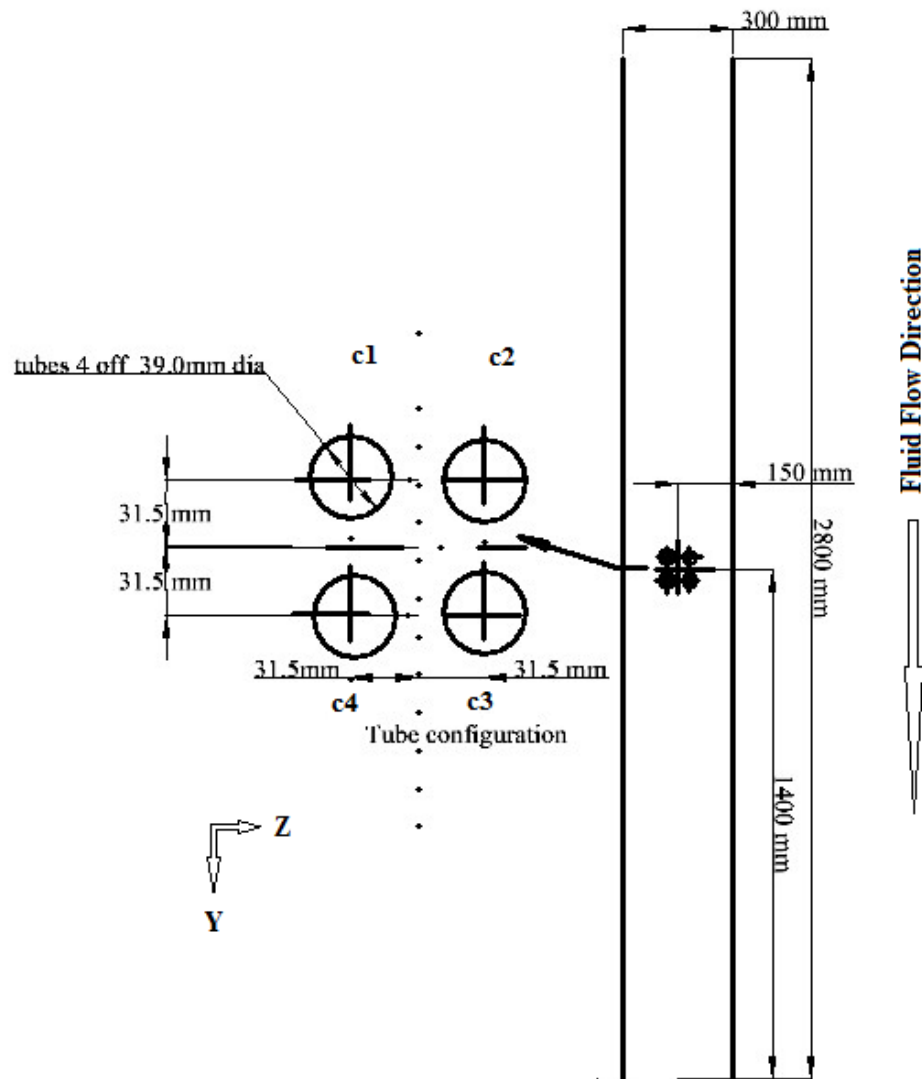 300 mm
c1 c2
tubes 4 off 39.0mm dia
Fluid Flow Direction
150 mm
31.5 mm
2800 mm
31.5 mm
31.5mm 31.5 mm
c4 c3
Tube configuration
1400 mm
Z
Y